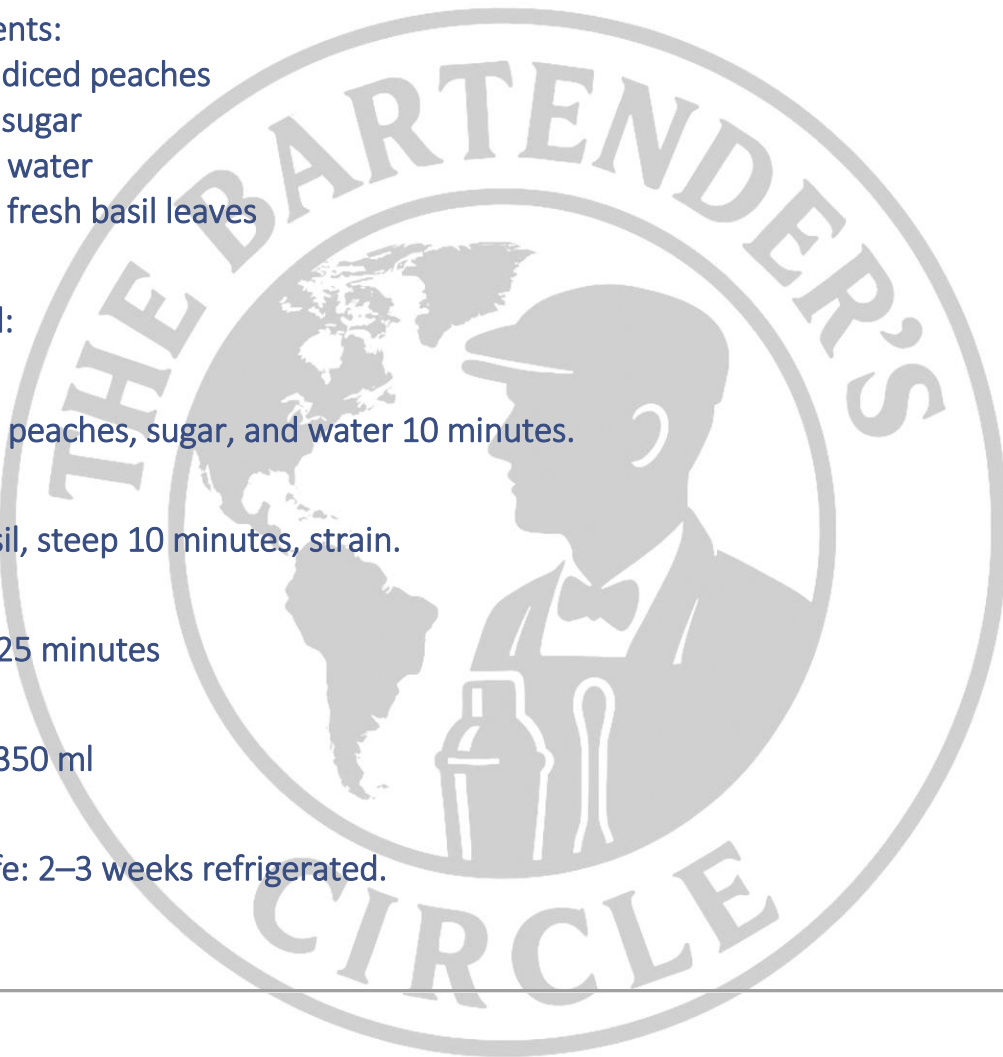 ents:
diced peaches
sugar
water
fresh basil leaves
THE BARTENDER'S
:
peaches, sugar, and water 10 minutes.
sil, steep 10 minutes, strain.
25 minutes
350 ml
fe: 2–3 weeks refrigerated.
CIRCLE